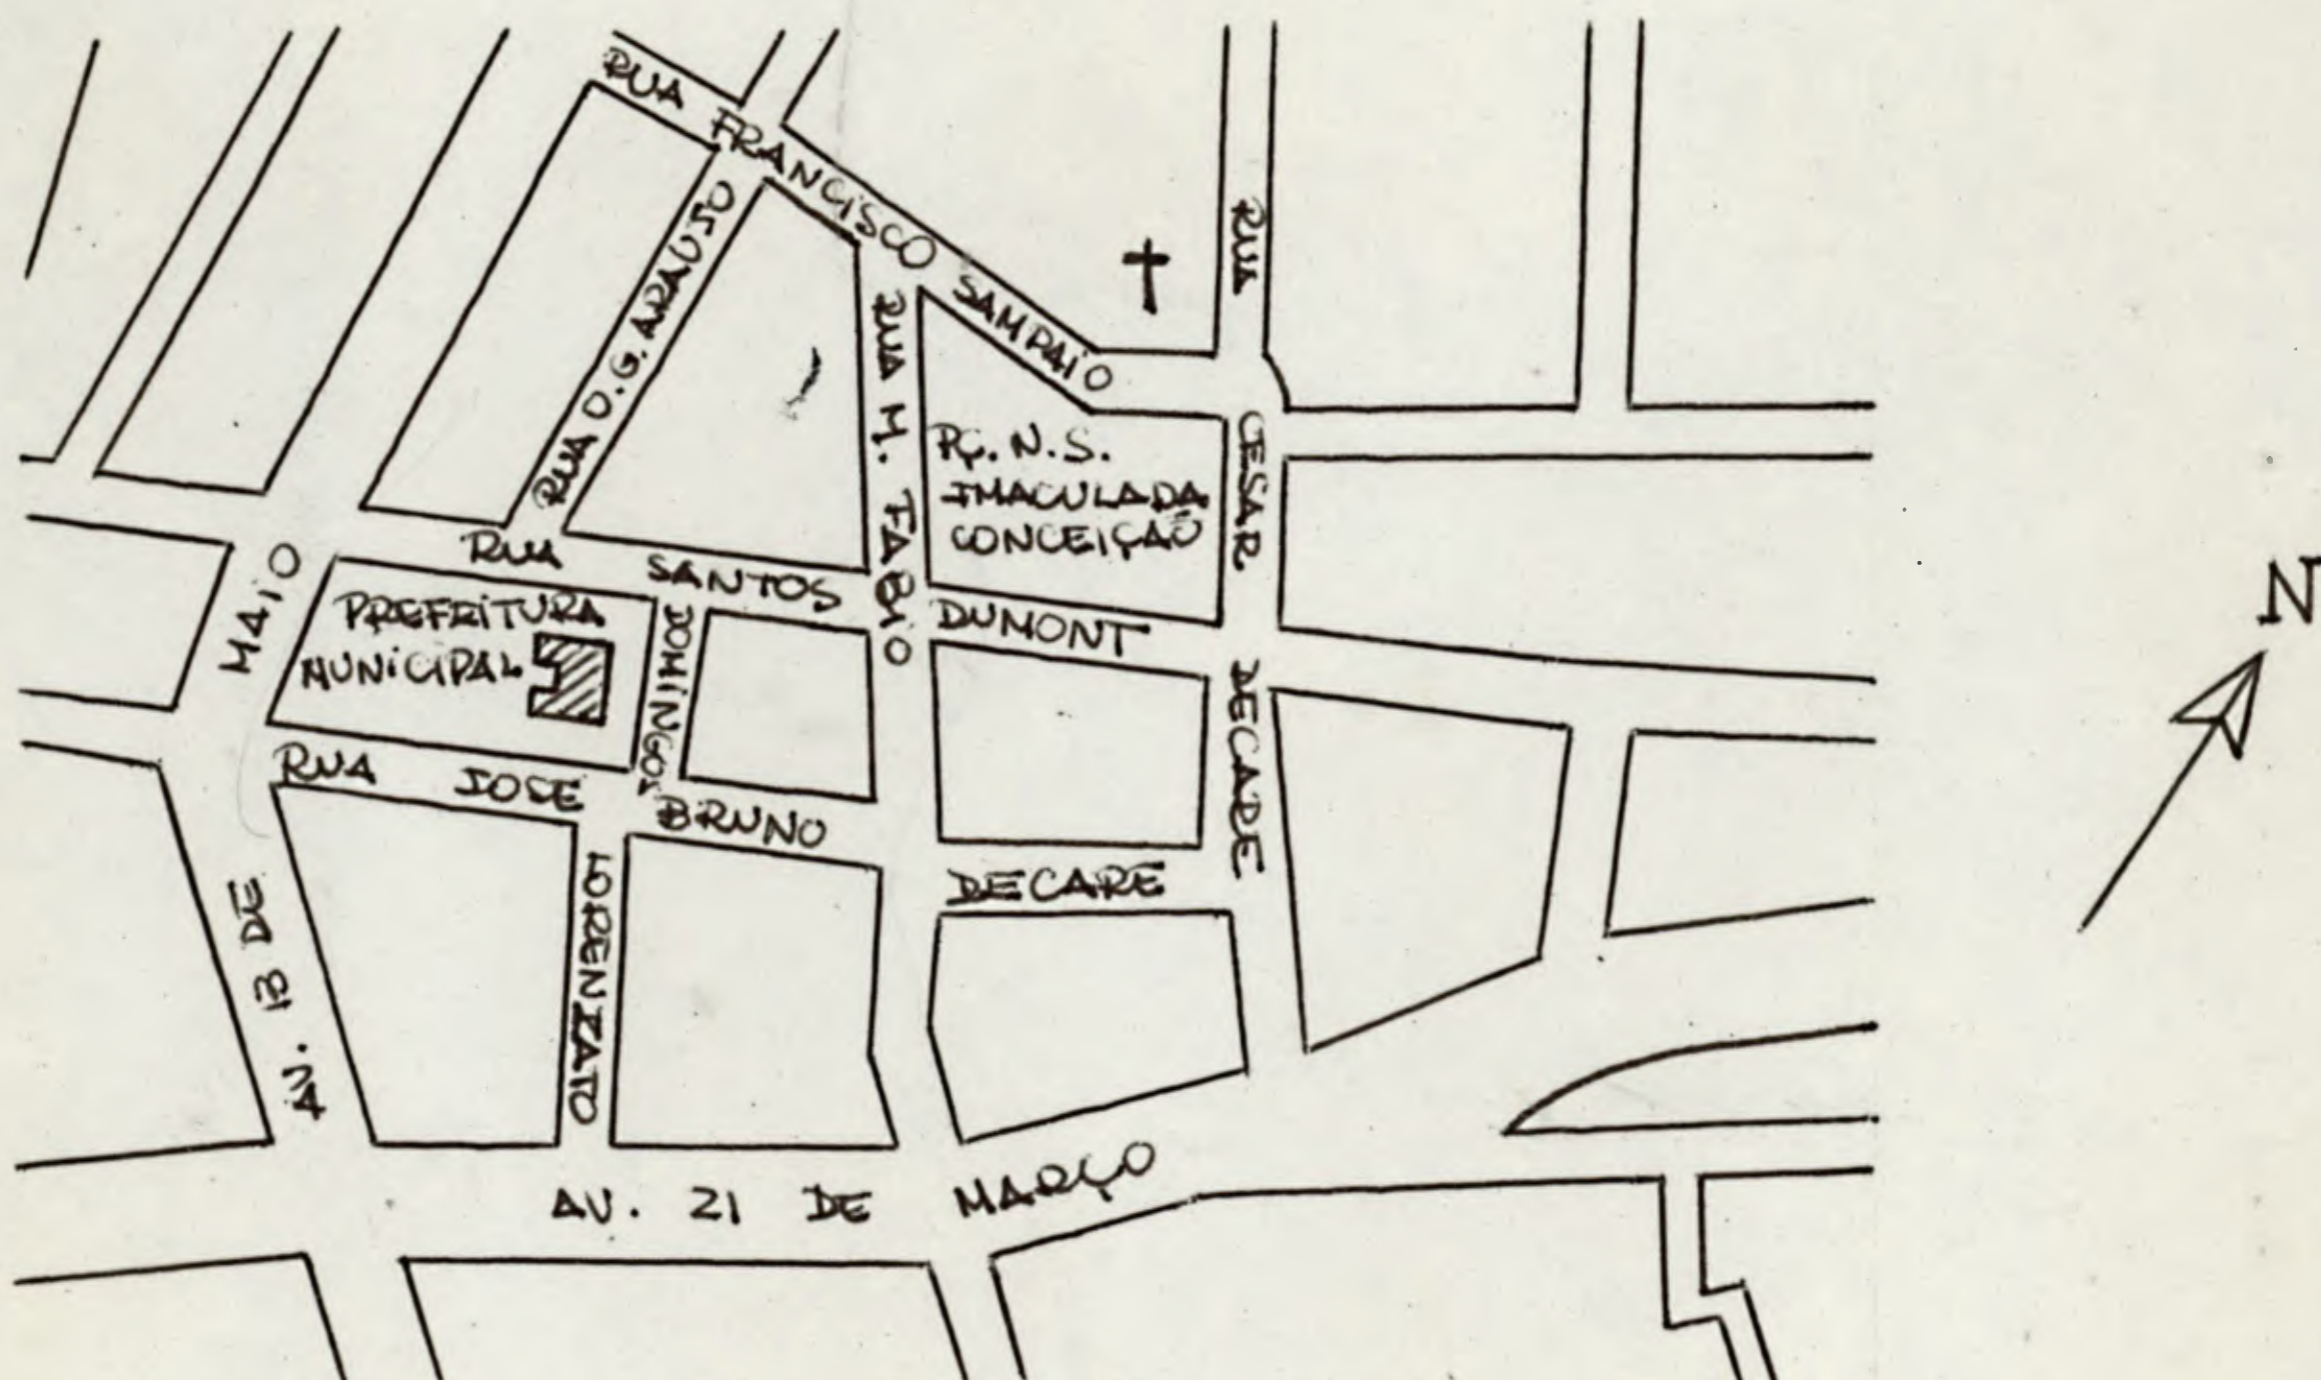 RUA FRANCISCO SAMPAIO
RUA O.G. ARAUJO
RUA M. FABIO
RUA CESAR DECARE
PÇ. N. S.
IMACULADA
CONCEIÇÃO
RUA SANTOS DUMONT
PREFEITURA
MUNICIPAL
DOMINGOS LORENZATO
RUA JOSE BRUNO DECARE
AV. 13 DE MAIO
AV. 21 DE MARÇO
N